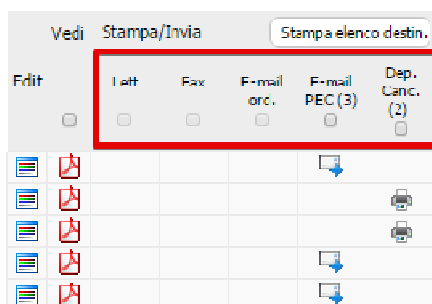 Vedi Stampa/Invia Stampa elenco destin.
Edit Lett Fax E-mail ord. E-mail PEC (3) Dep. Canc. (2)